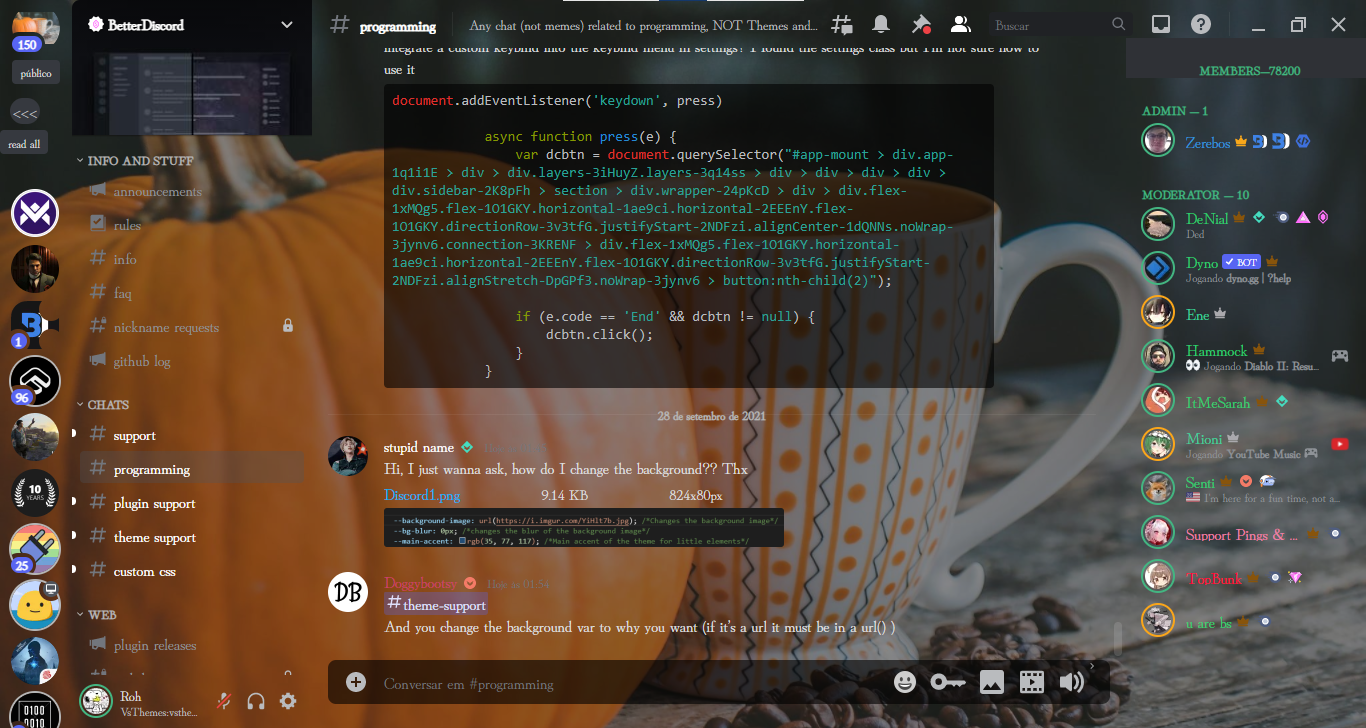 150
público
<<<
read all
1
96
10
YEARS
25
0100
0010
BetterDiscord
INFO AND STUFF
announcements
rules
info
faq
nickname requests
github log
CHATS
support
programming
plugin support
theme support
custom css
WEB
plugin releases
Roh
VsThemes:vsthe...
programming
Any chat (not memes) related to programming, NOT Themes and...
Buscar
integrate a custom keybind into the keybind menu in settings? I found the settings class but I'm not sure how to
use it
document.addEventListener('keydown', press)
async function press(e) {
var dcbtn = document.querySelector("#app-mount > div.app-
1q1i1E > div > div.layers-3iHuyZ.layers-3q14ss > div > div > div > div >
div.sidebar-2K8pFh > section > div.wrapper-24pKcD > div > div.flex-
1xMQg5.flex-1O1GKY.horizontal-1ae9ci.horizontal-2EEEnY.flex-
1O1GKY.directionRow-3v3tfG.justifyStart-2NDFzi.alignCenter-1dQNNs.noWrap-
3jynv6.connection-3KRENF > div.flex-1xMQg5.flex-1O1GKY.horizontal-
1ae9ci.horizontal-2EEEnY.flex-1O1GKY.directionRow-3v3tfG.justifyStart-
2NDFzi.alignStretch-DpGPf3.noWrap-3jynv6 > button:nth-child(2)");
if (e.code == 'End' && dcbtn != null) {
dcbtn.click();
}
}
28 de setembro de 2021
stupid name
Hi, I just wanna ask, how do I change the background?? Thx
Discord1.png 9.14 KB 824x80px
--background-image: url(https://i.imgur.com/YiHlt7b.jpg); /*Changes the background image*/
--bg-blur: 0px; /*changes the blur of the background image*/
--main-accent: rgb(35, 77, 117); /*Main accent of the theme for little elements*/
DB
Doggybootsy Hoje às 01:54
#theme-support
And you change the background var to why you want (if it's a url it must be in a url() )
Conversar em #programming
MEMBERS—78200
ADMIN — 1
Zerebos
MODERATOR — 10
DeNial
Ded
Dyno BOT
Jogando dyno.gg | ?help
Ene
Hammock
Jogando Diablo II: Resu...
ItMeSarah
Mioni
Jogando YouTube Music
Senti
I'm here for a fun time, not a...
Support Pings & ...
TopBunk
u are bs